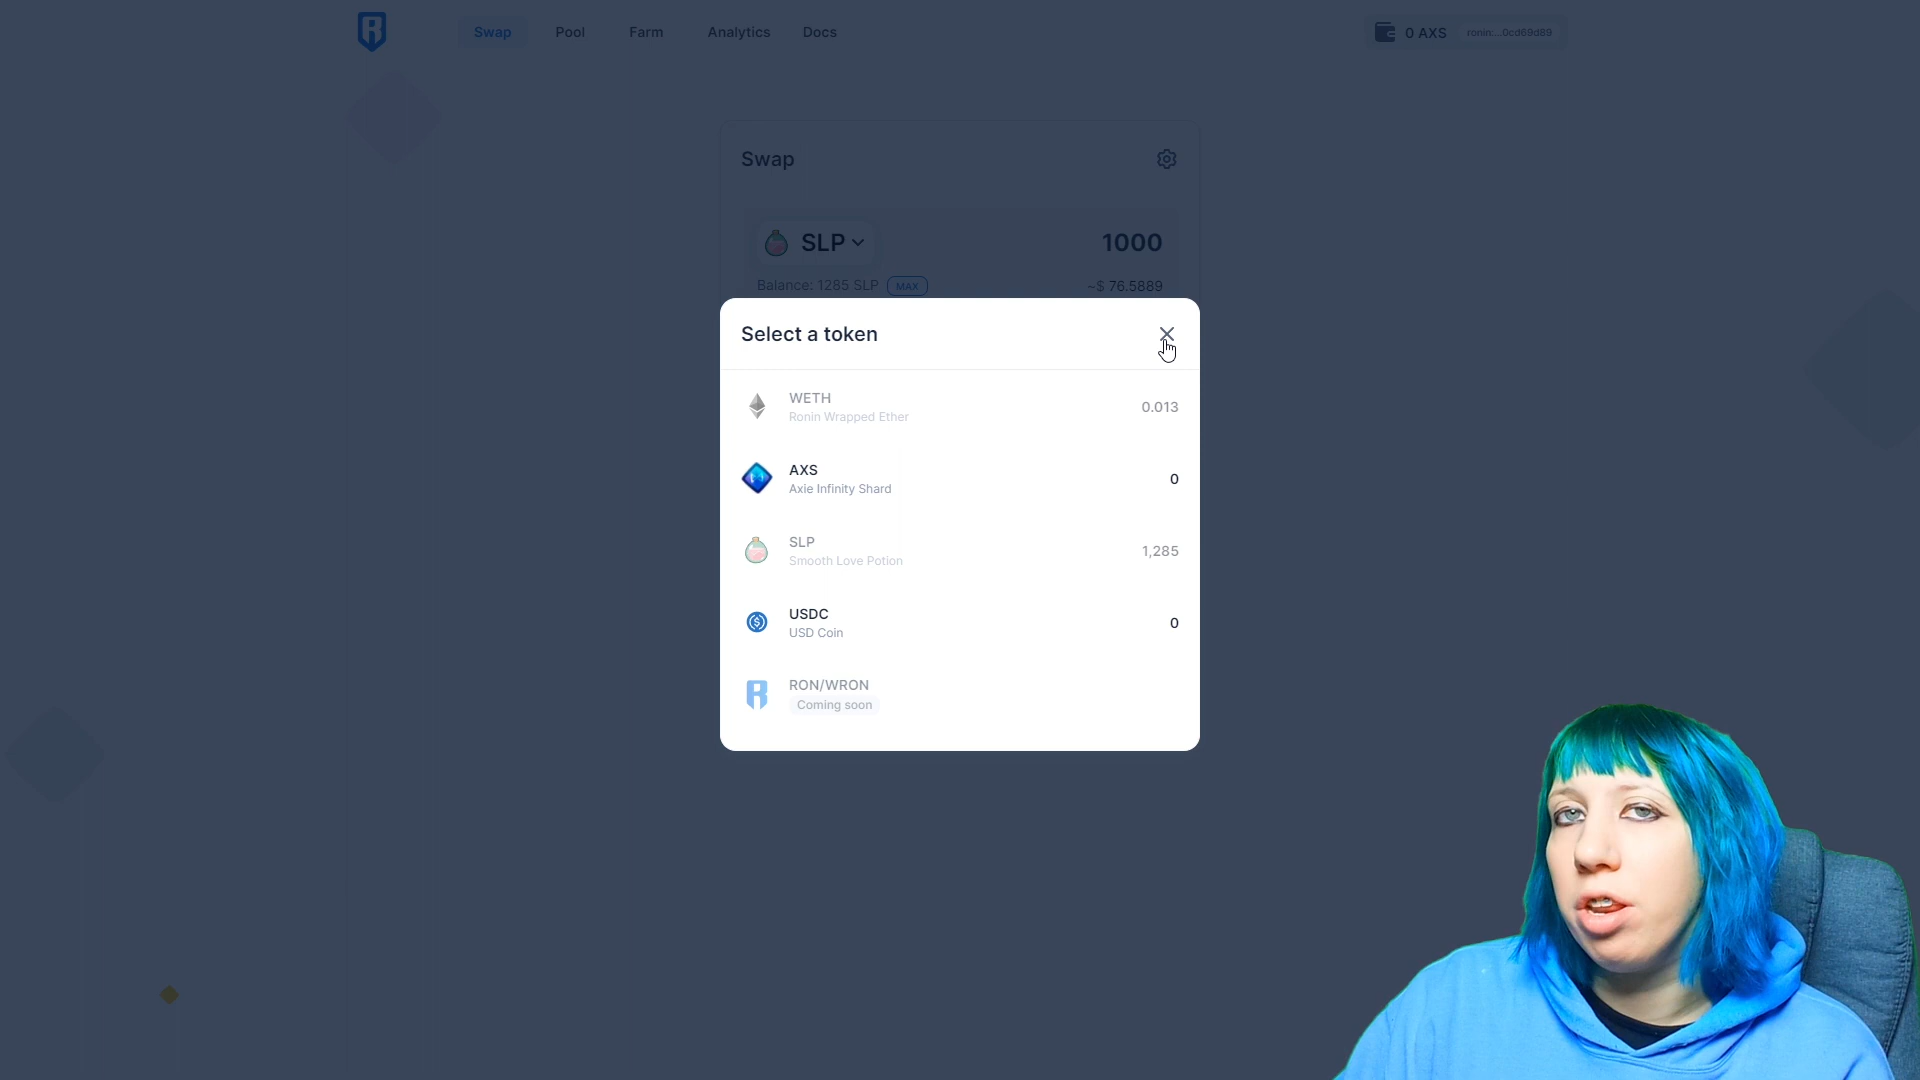 Swap Pool Farm Analytics Docs 0 AXS ronin:...0cd69d89
Swap
SLP 1000
Balance: 1285 SLP MAX ~$ 76.5889
Select a token
WETH
Ronin Wrapped Ether
0.013
AXS
Axie Infinity Shard
0
SLP
Smooth Love Potion
1,285
USDC
USD Coin
0
RON/WRON
Coming soon